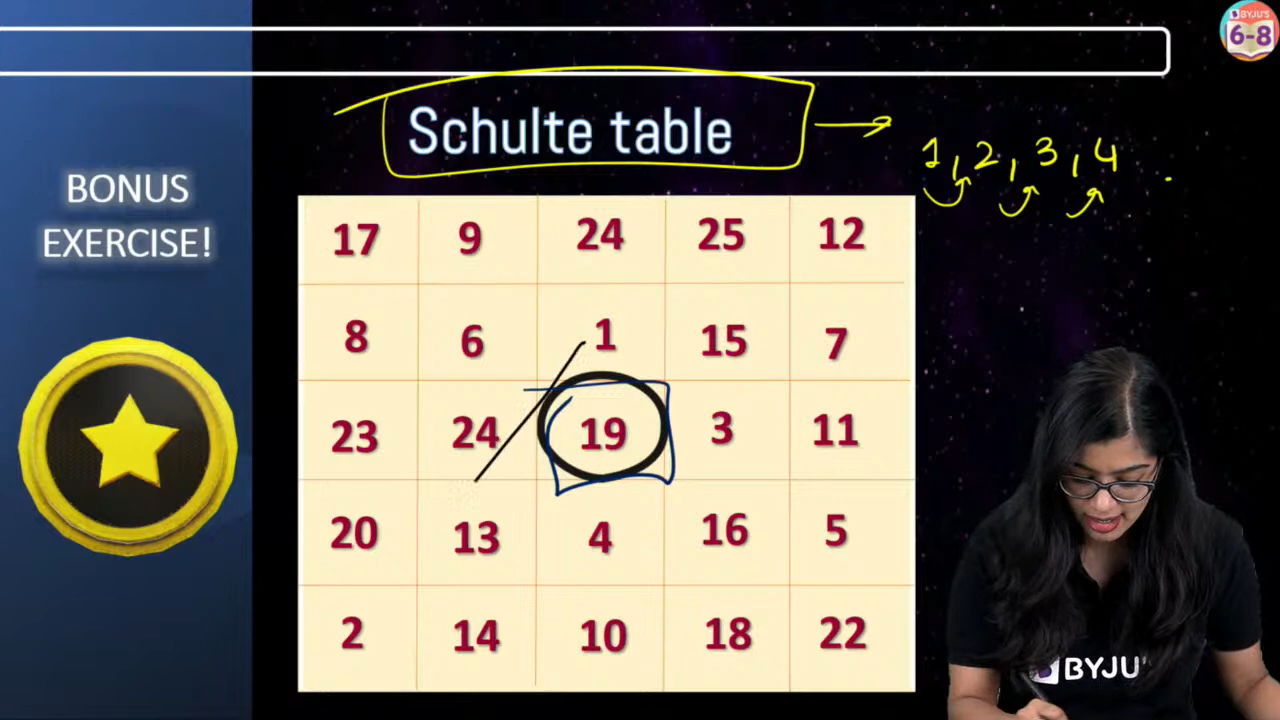 BYJU'S
6-8
Schulte table
1, 2, 3, 4
BONUS
EXERCISE!
17 9 24 25 12
8 6 1 15 7
23 24 19 3 11
20 13 4 16 5
2 14 10 18 22
BYJU'